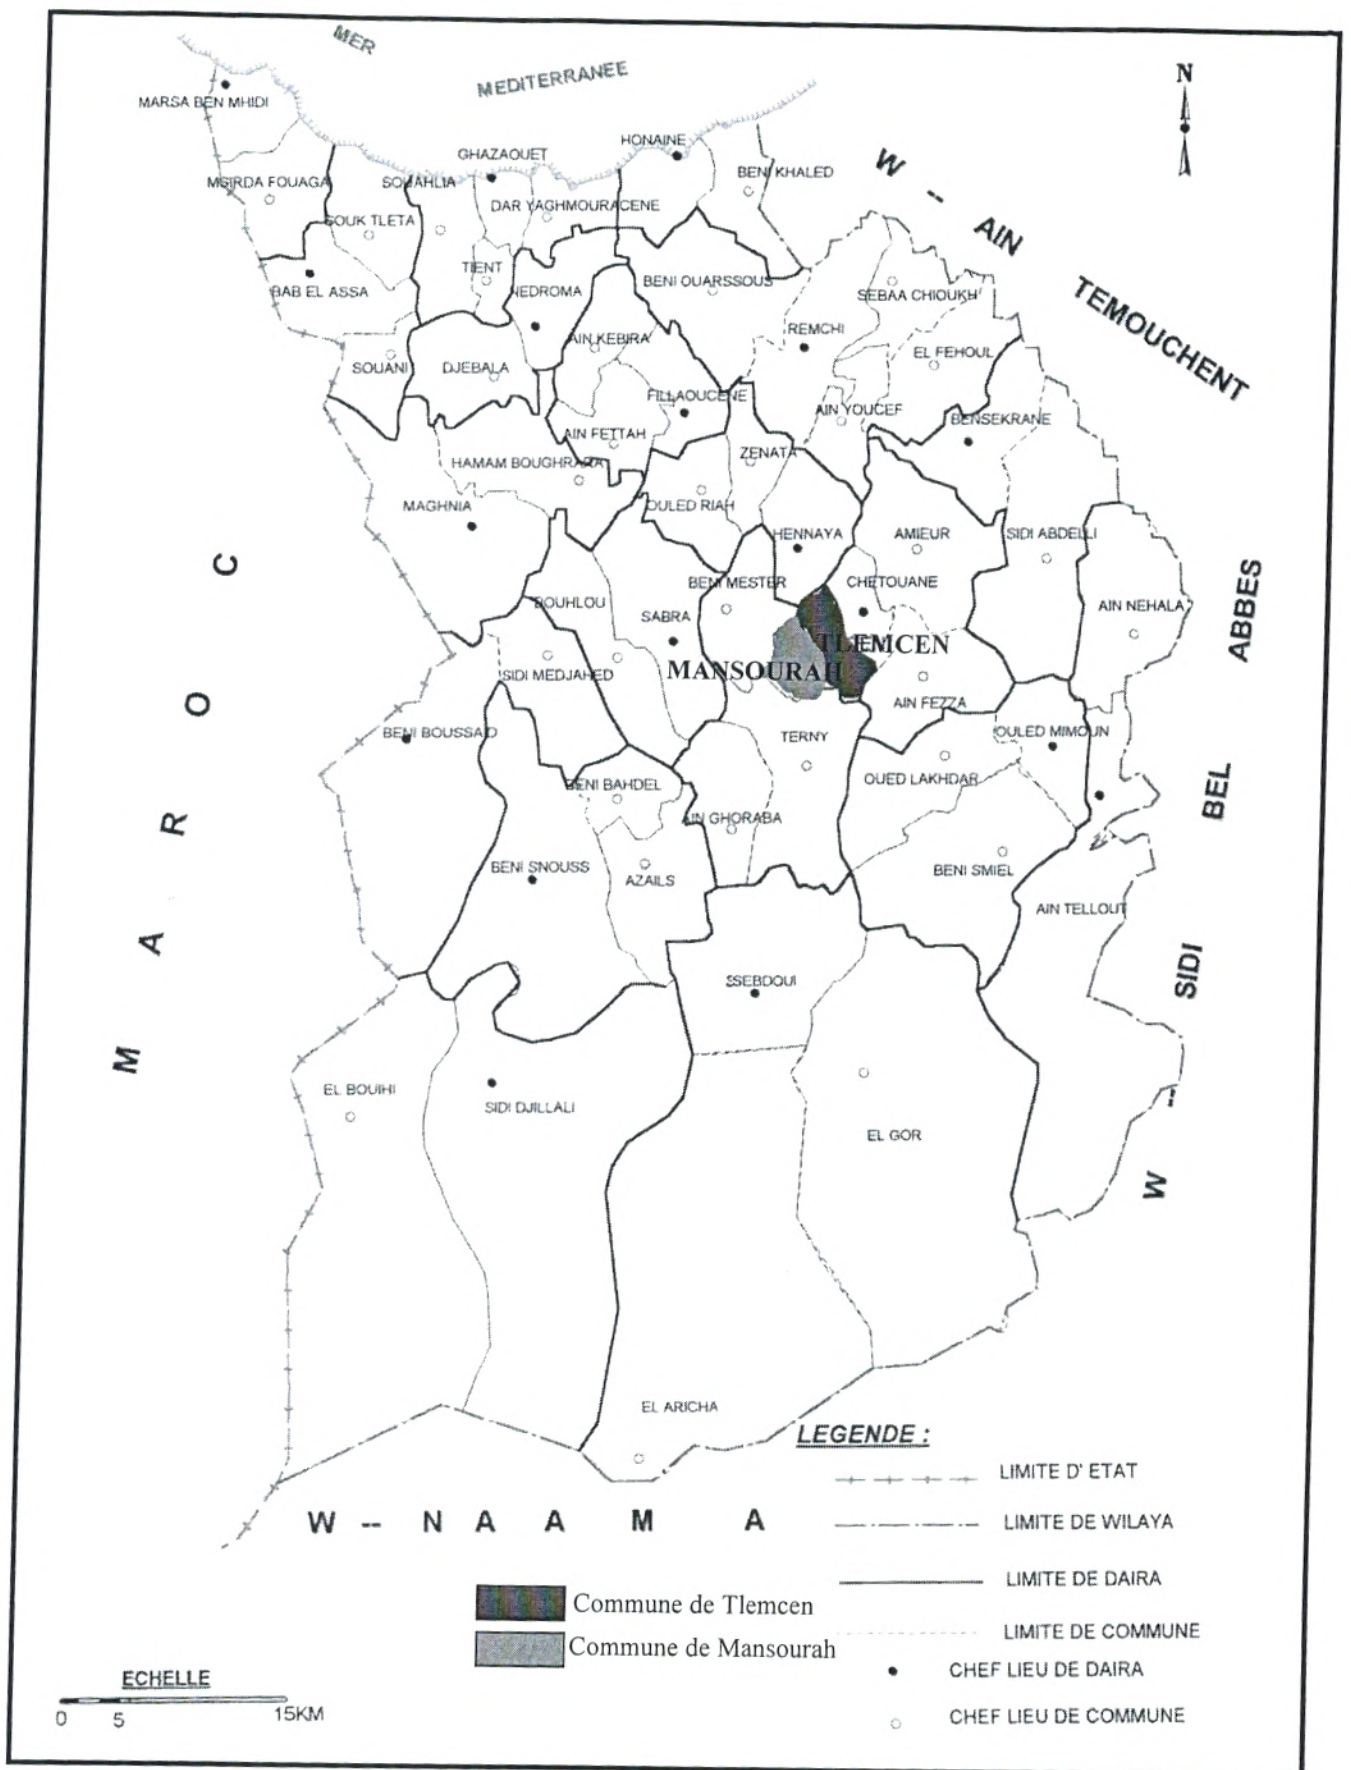 MER
MEDITERRANEE
N
MARSA BEN MHIDI
HONAINE
GHAZAOUET
BENI KHALED
MSIRDA FOUAGA
SOUAHLIA
DAR YAGHMOURACENE
SOUK TLETA
W -- AIN TEMOUCHENT
TIENT
BAB EL ASSA
NEDROMA
BENI OUARSSOUS
SEBAA CHIOUKH
REMCHI
AIN KEBIRA
EL FEHOUL
SOUANI
DJEBALA
FILLAOUCENE
AIN YOUCEF
BENSEKRANE
AIN FETTAH
ZENATA
HAMAM BOUGHRARA
MAGHNIA
OULED RIAH
HENNAYA
AMIEUR
SIDI ABDELLI
BENI MESTER
CHETOUANE
BOUHLOU
SABRA
AIN NEHALA
TLEMCEN
MANSOURAH
SIDI MEDJAHED
AIN FEZZA
BENI BOUSSAID
TERNY
OULED MIMOUN
BENI BAHDEL
OUED LAKHDAR
AIN GHORABA
BENI SNOUSS
AZAILS
BENI SMIEL
AIN TELLOUT
SSEBDOUI
EL BOUIHI
SIDI DJILLALI
EL GOR
EL ARICHA
M A R O C
W -- SIDI BEL ABBES
W -- N A A M A
LEGENDE :
LIMITE D' ETAT
LIMITE DE WILAYA
LIMITE DE DAIRA
LIMITE DE COMMUNE
CHEF LIEU DE DAIRA
CHEF LIEU DE COMMUNE
Commune de Tlemcen
Commune de Mansourah
ECHELLE
0 5 15KM